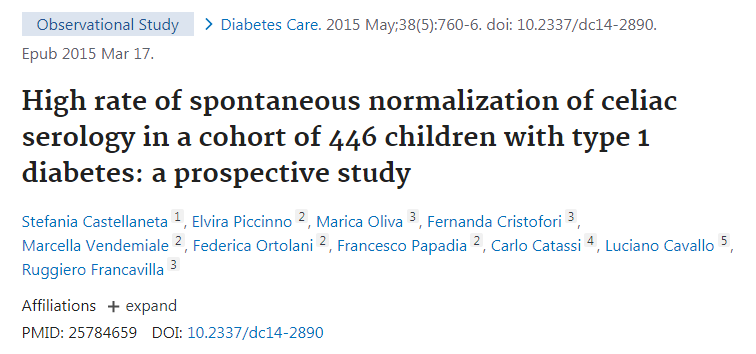 Observational Study > Diabetes Care. 2015 May;38(5):760-6. doi: 10.2337/dc14-2890.
Epub 2015 Mar 17.
High rate of spontaneous normalization of celiac
serology in a cohort of 446 children with type 1
diabetes: a prospective study
Stefania Castellaneta 1, Elvira Piccinno 2, Marica Oliva 3, Fernanda Cristofori 3,
Marcella Vendemiale 2, Federica Ortolani 2, Francesco Papadia 2, Carlo Catassi 4, Luciano Cavallo 5,
Ruggiero Francavilla 3
Affiliations + expand
PMID: 25784659 DOI: 10.2337/dc14-2890